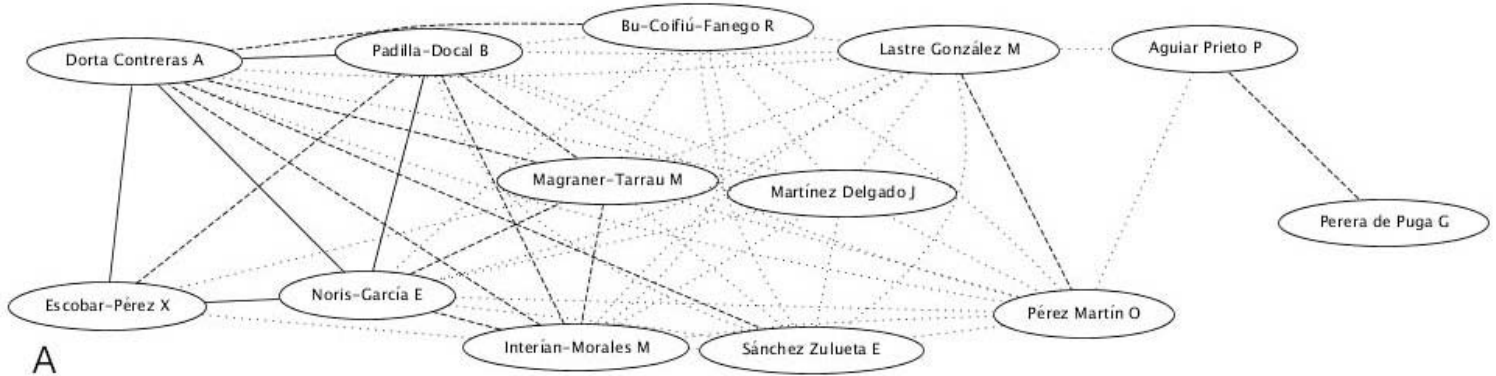 Bu-Coifiú-Fanego R
Dorta Contreras A
Padilla-Docal B
Lastre González M
Aguiar Prieto P
Magraner-Tarrau M
Martínez Delgado J
Perera de Puga G
Escobar-Pérez X
Noris-García E
Pérez Martín O
Interían-Morales M
Sánchez Zulueta E
A